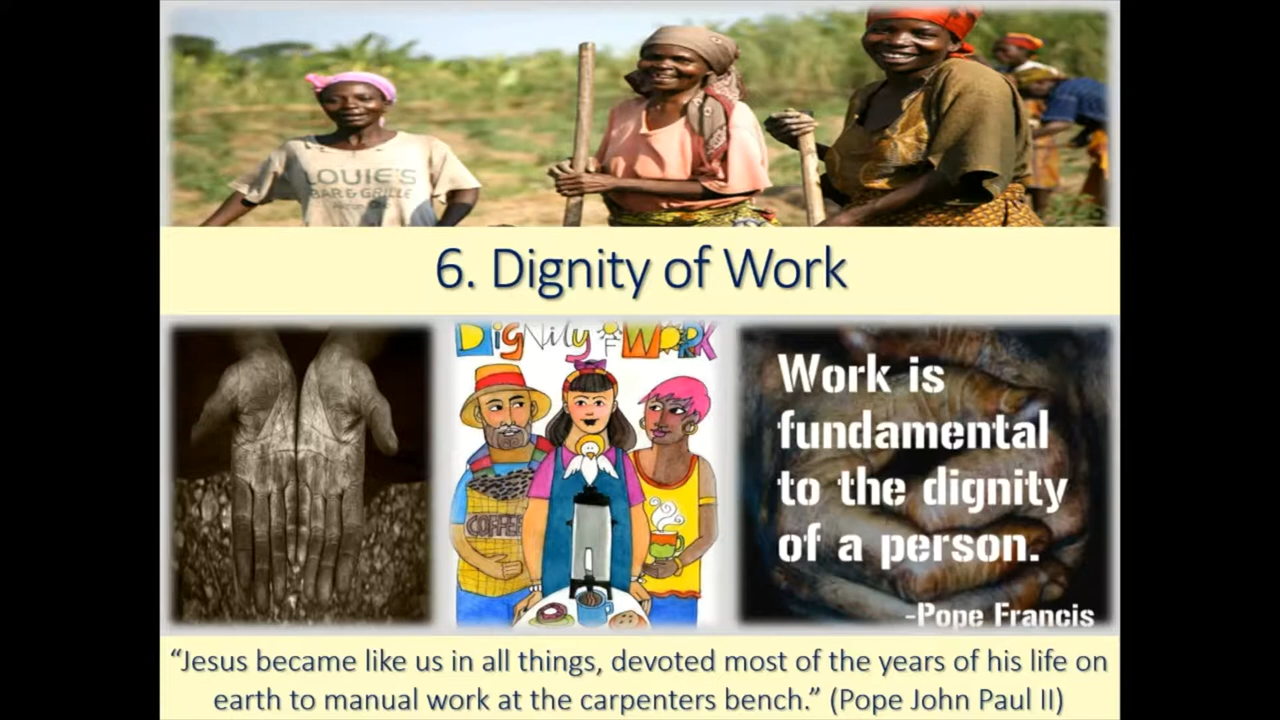 LOUIE'S
BAR & GRILLE
6. Dignity of Work
DigNity oF WORK
COFFEE
Work is
fundamental
to the dignity
of a person.
-Pope Francis
“Jesus became like us in all things, devoted most of the years of his life on
earth to manual work at the carpenters bench.” (Pope John Paul II)